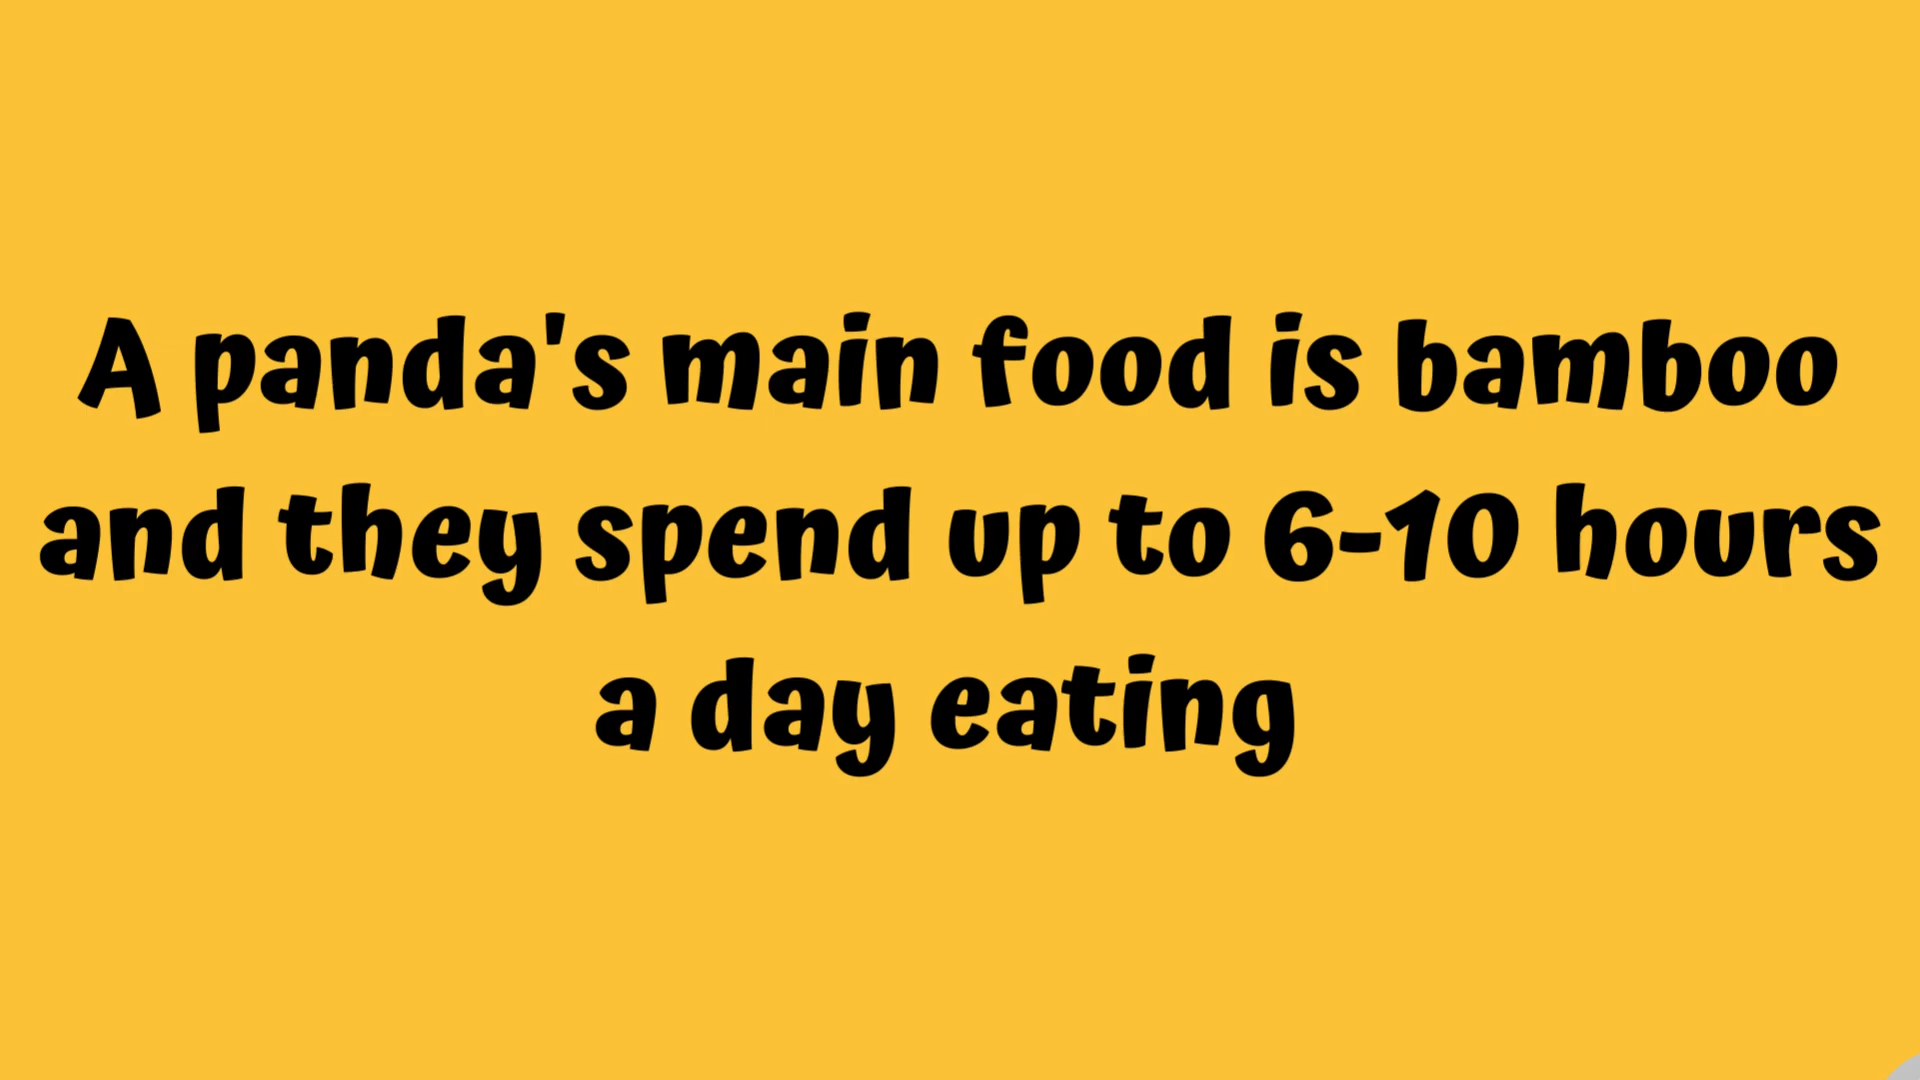 A panda's main food is bamboo
and they spend up to 6-10 hours
a day eating